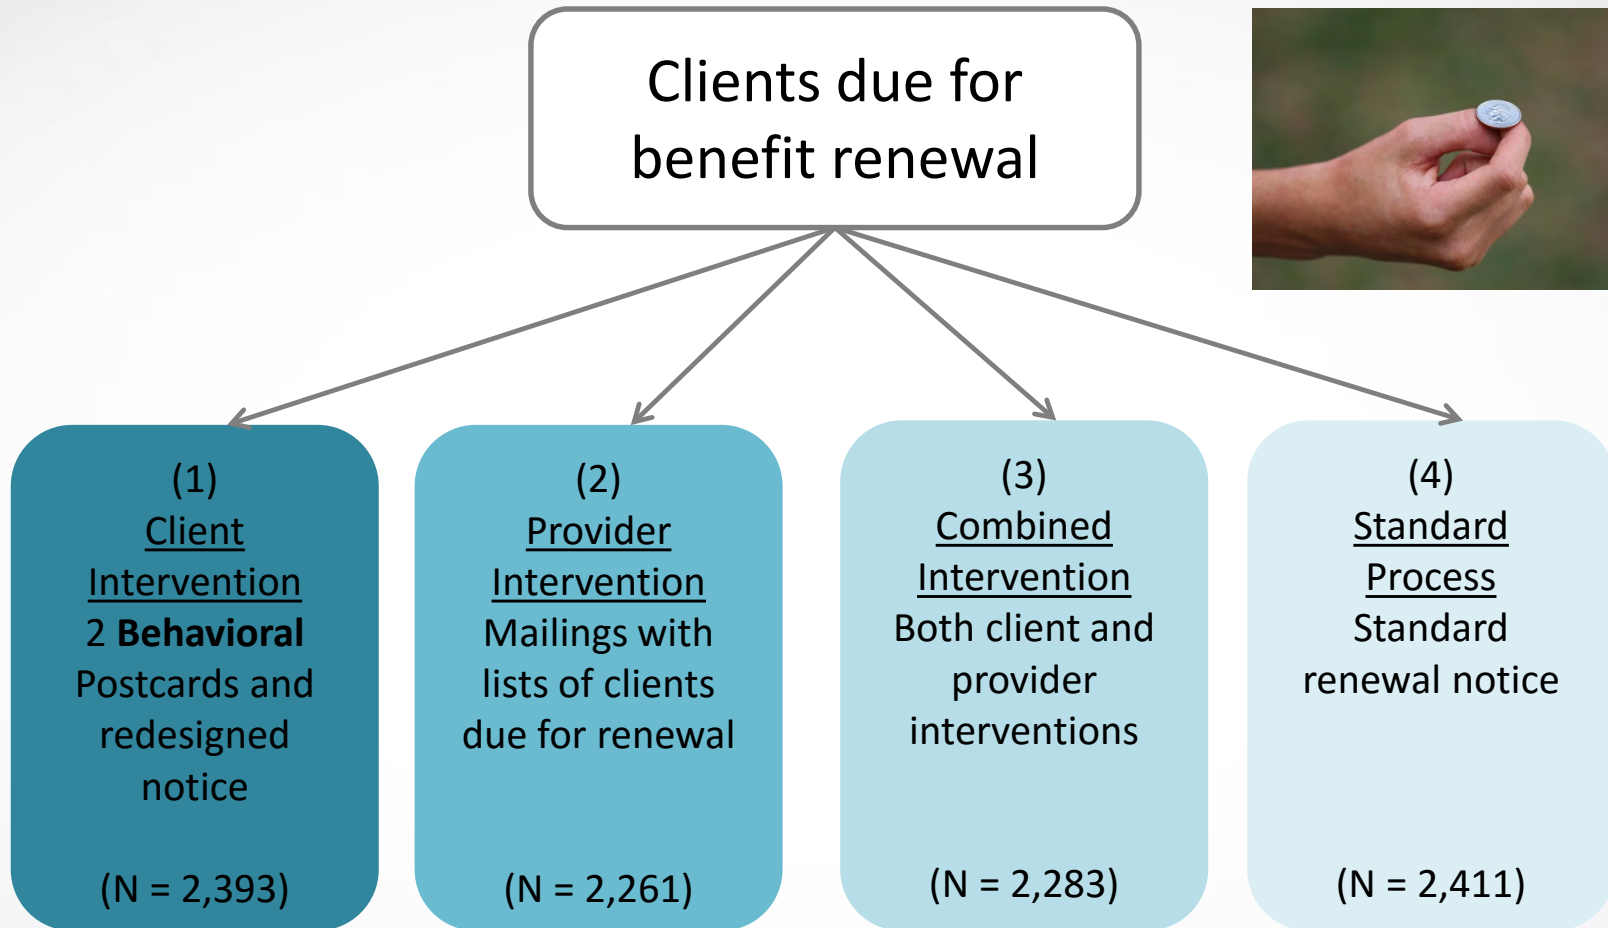 Clients due for
benefit renewal
(1)
Client
Intervention
2 Behavioral
Postcards and
redesigned
notice
(N = 2,393)
(2)
Provider
Intervention
Mailings with
lists of clients
due for renewal
(N = 2,261)
(3)
Combined
Intervention
Both client and
provider
interventions
(N = 2,283)
(4)
Standard
Process
Standard
renewal notice
(N = 2,411)